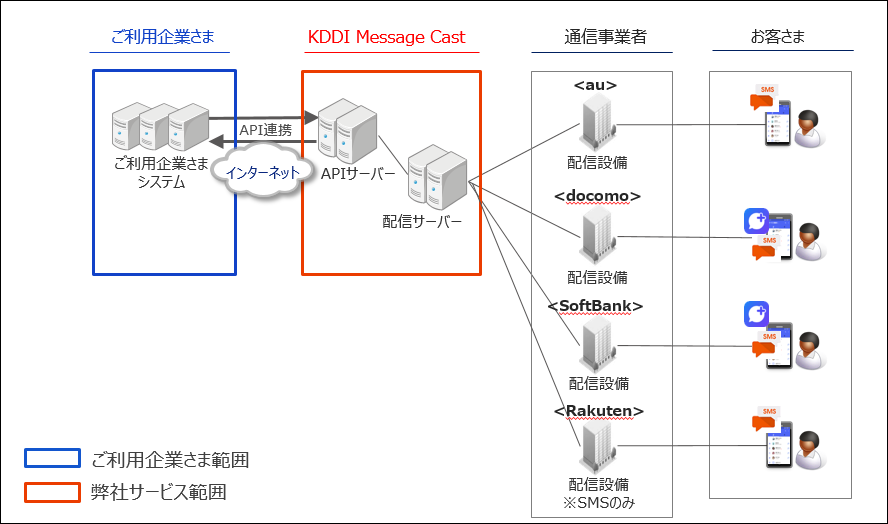 ご利用企業さま
KDDI Message Cast
通信事業者
お客さま
API連携
インターネット
ご利用企業さま
システム
APIサーバー
配信サーバー
<au>
配信設備
<docomo>
配信設備
<SoftBank>
配信設備
<Rakuten>
配信設備
※SMSのみ
SMS
SMS
SMS
SMS
ご利用企業さま範囲
弊社サービス範囲